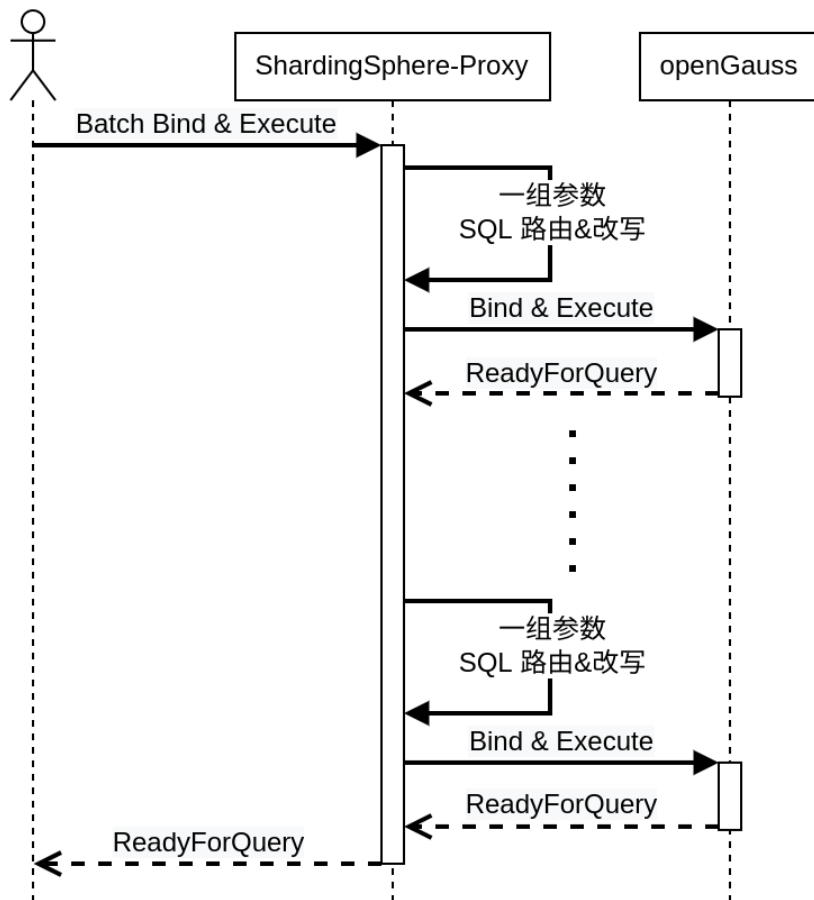 ShardingSphere-Proxy
openGauss
Batch Bind & Execute
一组参数
SQL 路由&改写
Bind & Execute
ReadyForQuery
一组参数
SQL 路由&改写
Bind & Execute
ReadyForQuery
ReadyForQuery